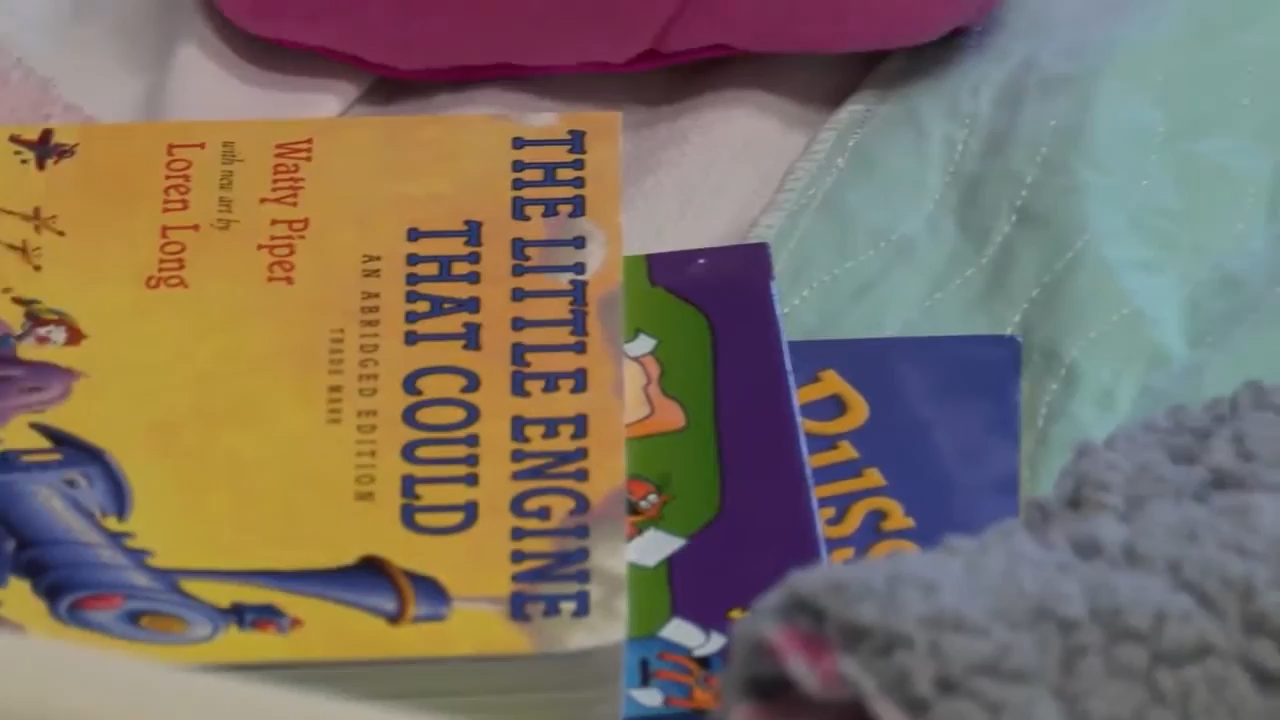 THE LITTLE ENGINE
THAT COULD
AN ABRIDGED EDITION
TRADE MARK
Watty Piper
with new art by
Loren Long